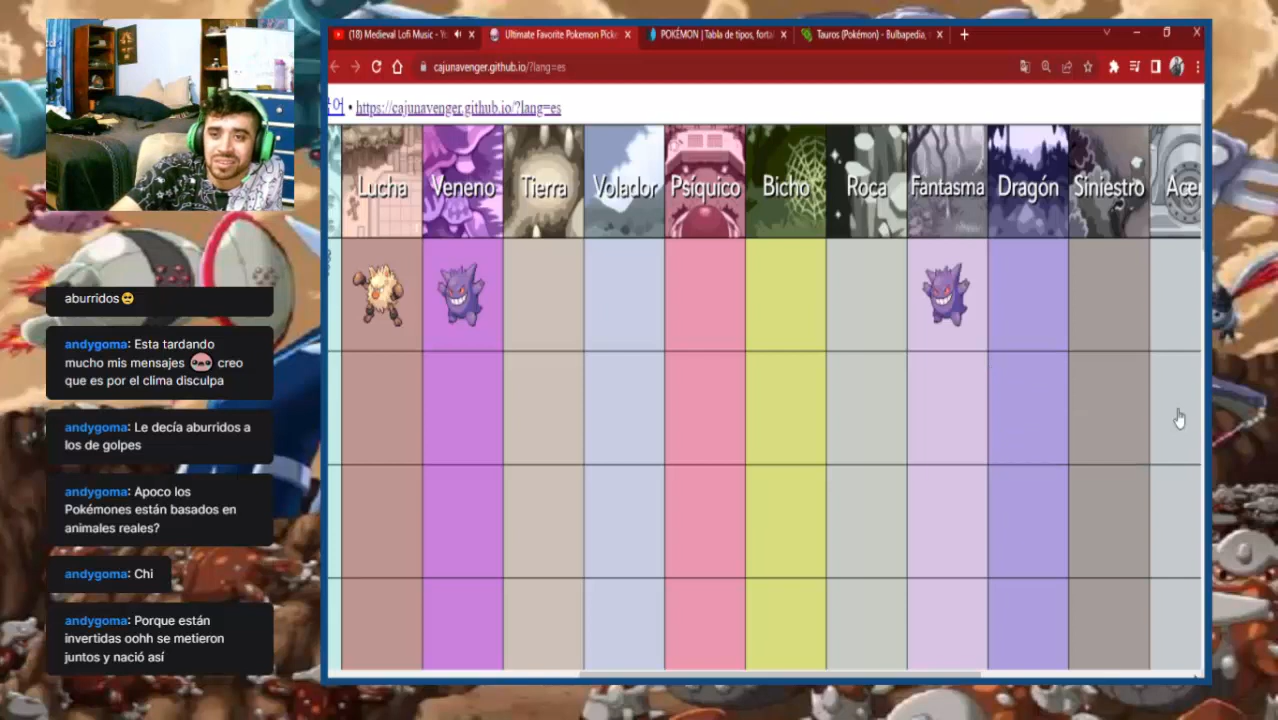 (18) Medieval Lofi Music - Yo
Ultimate Favorite Pokemon Picke
POKÉMON | Tabla de tipos, fortal
Tauros (Pokémon) - Bulbapedia,
cajunavenger.github.io/?lang=es
• https://cajunavenger.github.io/?lang=es
Lucha
Veneno
Tierra
Volador
Psíquico
Bicho
Roca
Fantasma
Dragón
Siniestro
Acer
aburridos
andygoma: Esta tardando
mucho mis mensajes creo
que es por el clima disculpa
andygoma: Le decía aburridos a
los de golpes
andygoma: Apoco los
Pokémones están basados en
animales reales?
andygoma: Chi
andygoma: Porque están
invertidas oohh se metieron
juntos y nació así